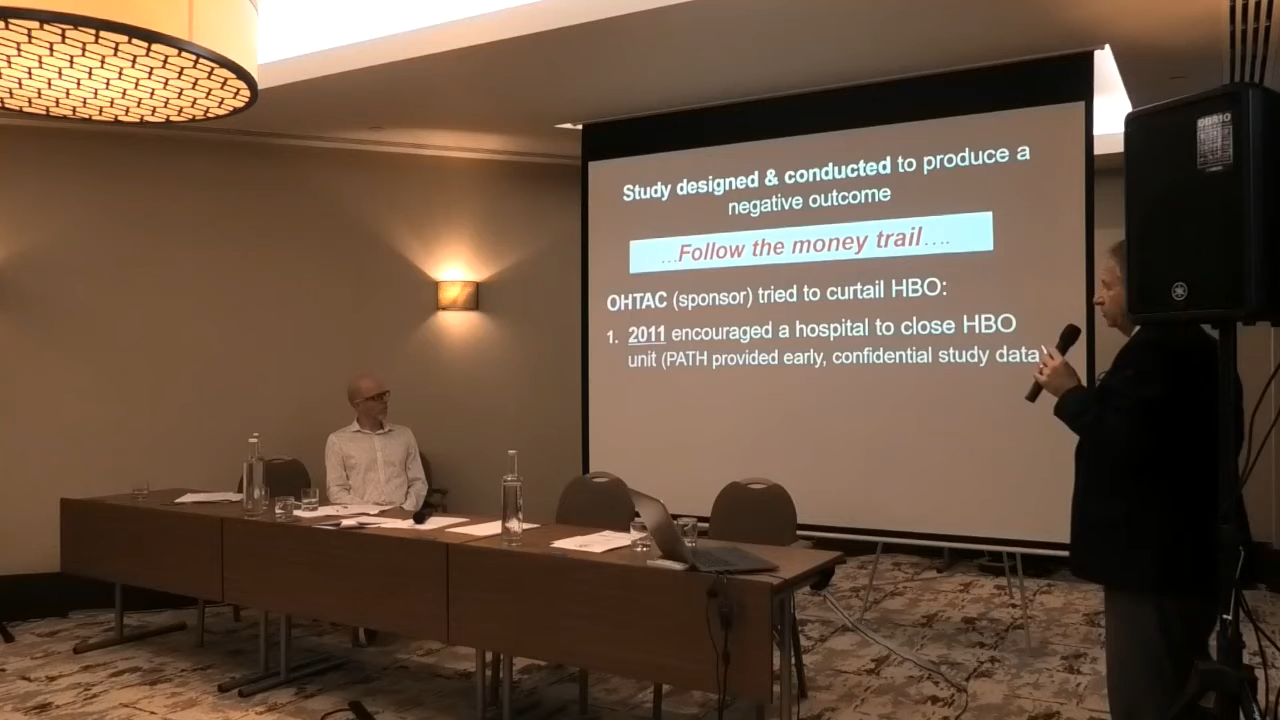 Study designed & conducted to produce a
negative outcome
...Follow the money trail....
OHTAC (sponsor) tried to curtail HBO:
1. 2011 encouraged a hospital to close HBO
unit (PATH provided early, confidential study data